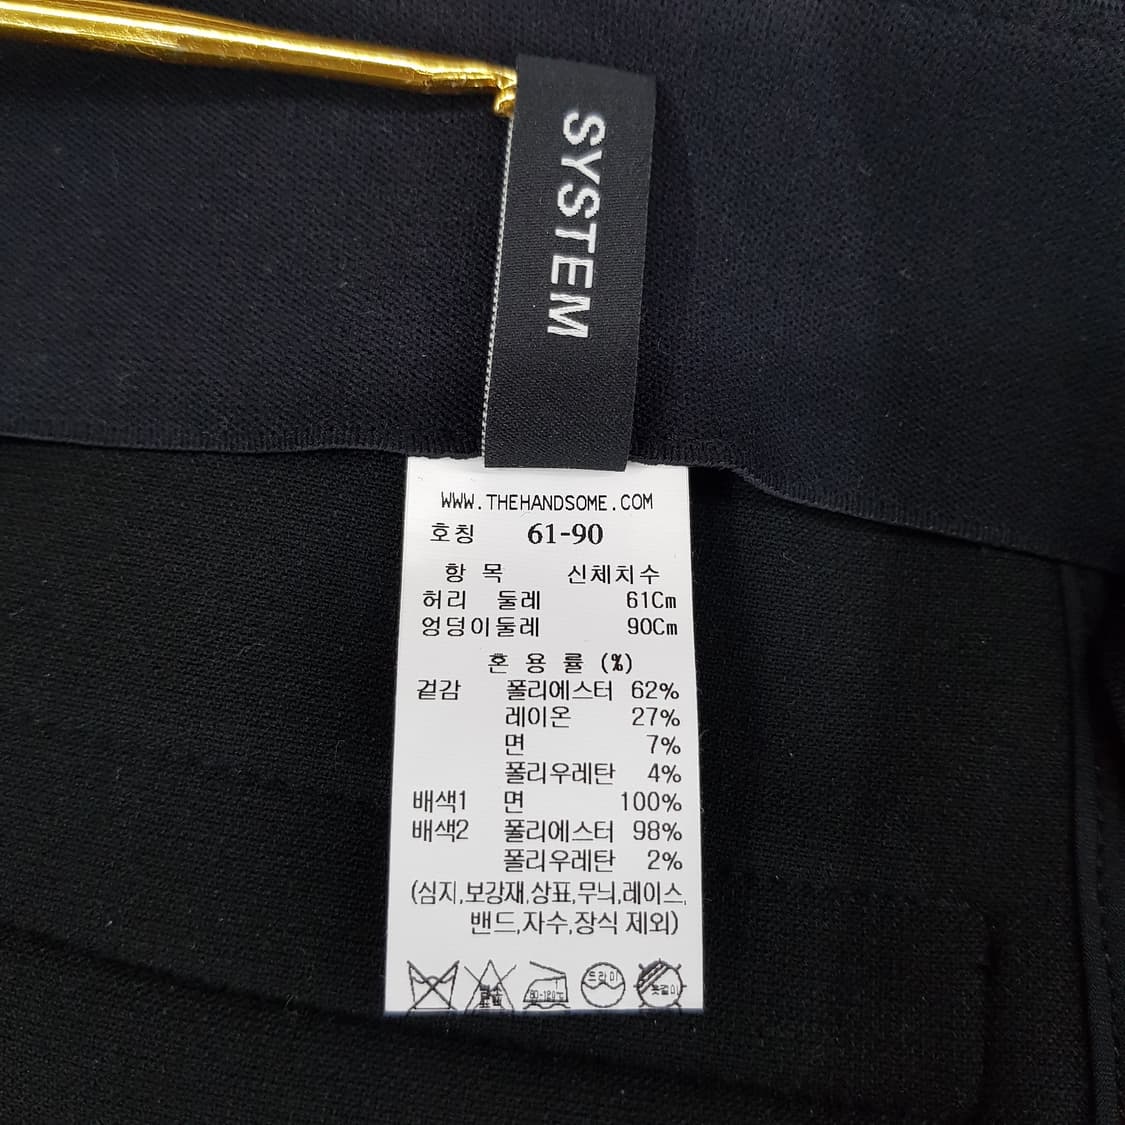 SYSTEM
WWW.THEHANDSOME.COM
호칭 61-90
항 목 신체치수
허리 둘레 61Cm
엉덩이둘레 90Cm
혼 용 률 (%)
겉감 폴리에스터 62%
레이온 27%
면 7%
폴리우레탄 4%
배색1 면 100%
배색2 폴리에스터 98%
폴리우레탄 2%
(심지,보강재,상표,무늬,레이스,
밴드,자수,장식 제외)
드라이